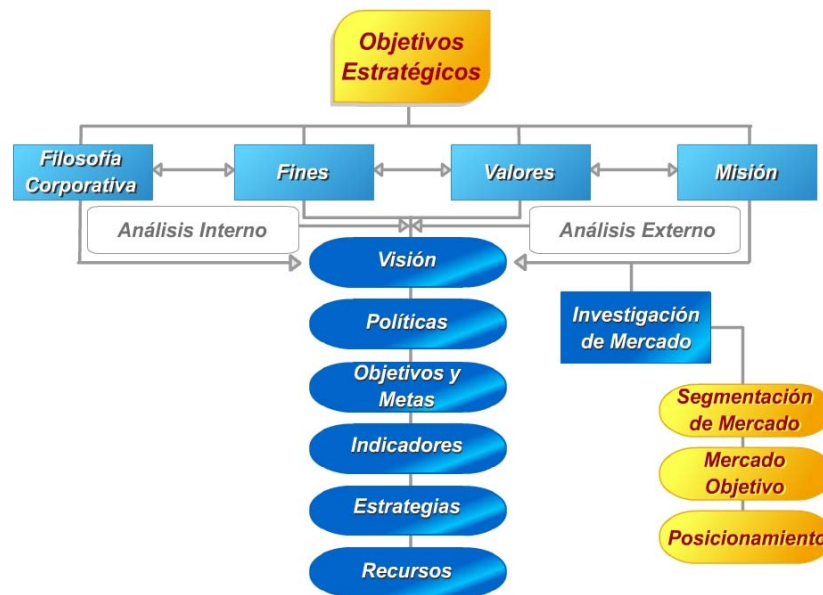 Objetivos
Estratégicos
Filosofía
Corporativa
Fines
Valores
Misión
Análisis Interno
Análisis Externo
Visión
Investigación
de Mercado
Políticas
Objetivos y
Metas
Segmentación
de Mercado
Indicadores
Mercado
Objetivo
Estrategias
Posicionamiento
Recursos